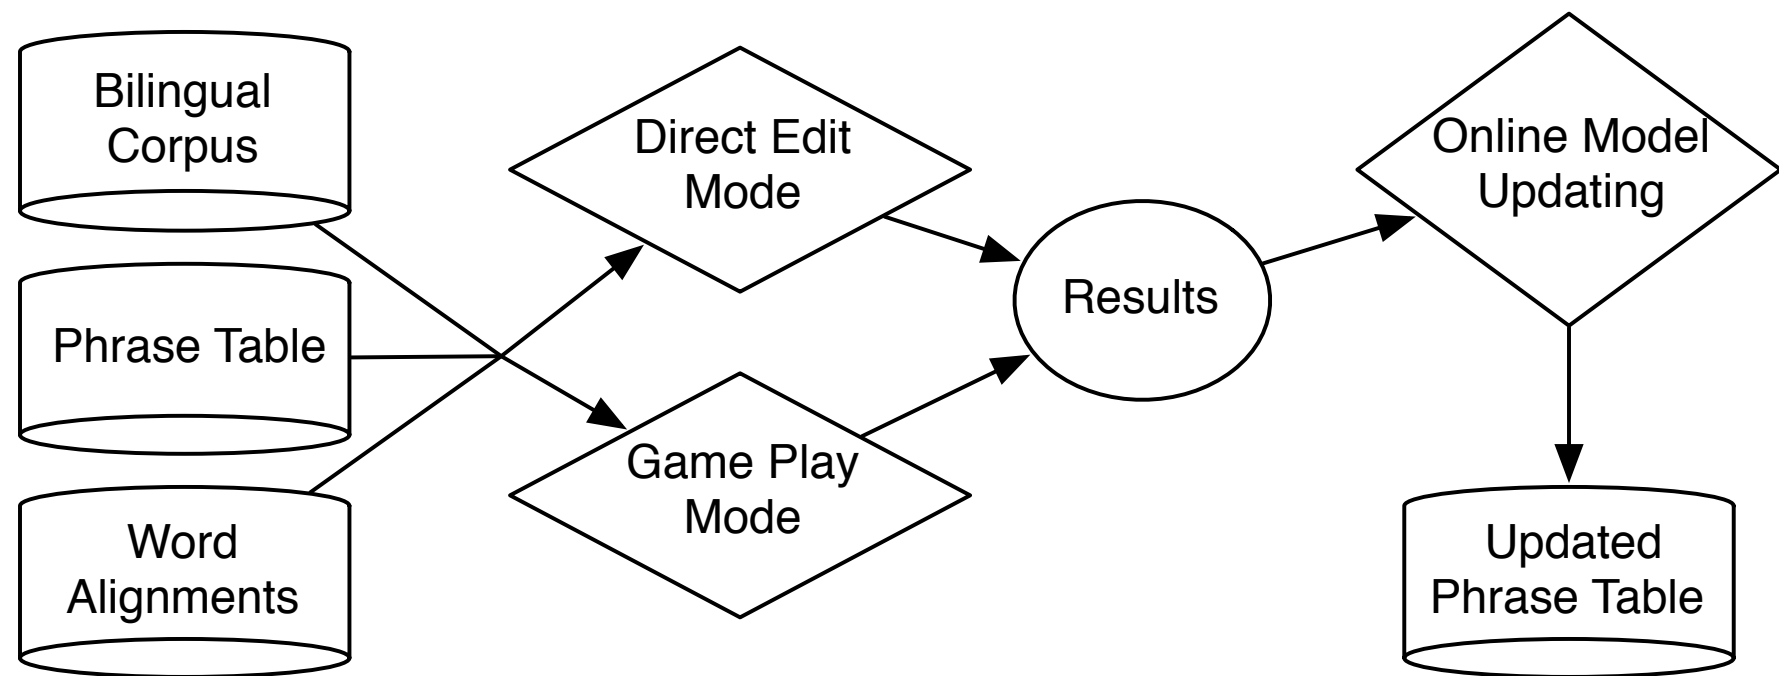 Bilingual
Corpus
Phrase Table
Word
Alignments
Direct Edit
Mode
Game Play
Mode
Results
Online Model
Updating
Updated
Phrase Table